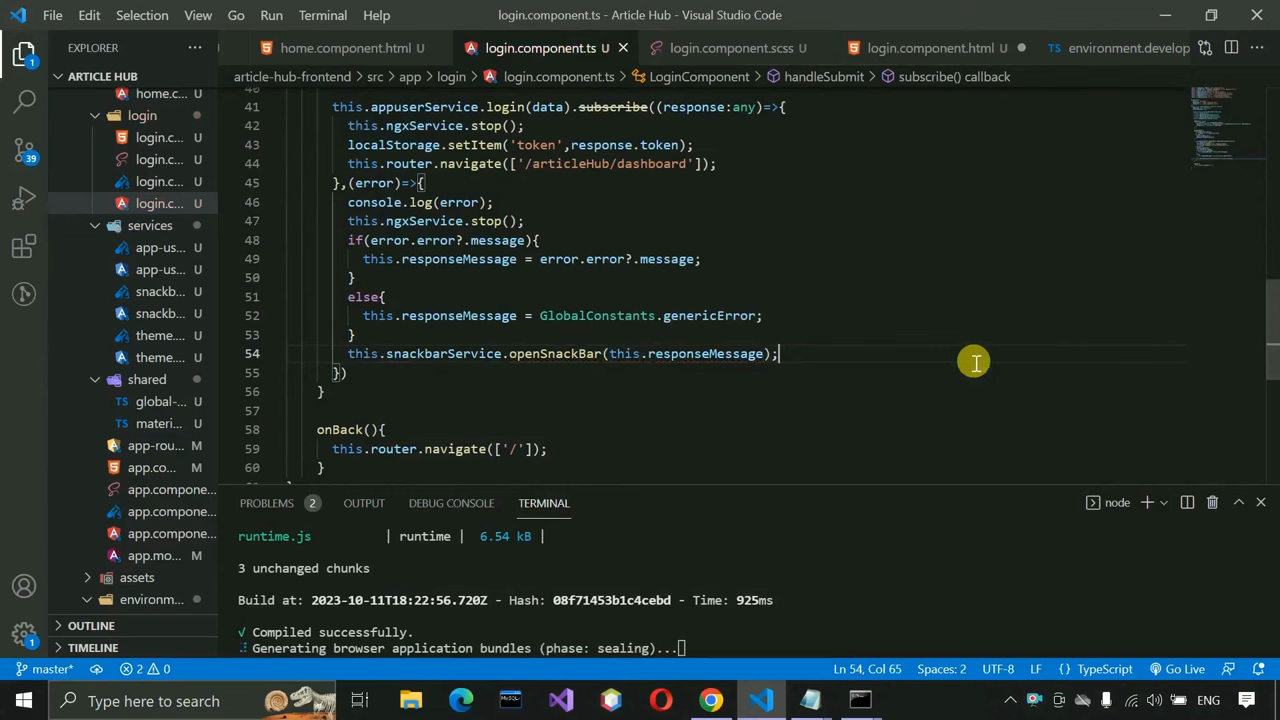 File Edit Selection View Go Run Terminal Help
login.component.ts - Article Hub - Visual Studio Code
EXPLORER
home.component.html U
login.component.ts U
login.component.scss U
login.component.html U
environment.develop
ARTICLE HUB
article-hub-frontend > src > app > login > login.component.ts > LoginComponent > handleSubmit > subscribe() callback
home.c...
login
login.c... U
login.c... U
login.c... U
login.c... U
services
app-us... U
app-us... U
snackb... U
snackb... U
theme... U
theme... U
shared
global-... U
materi... U
app-rou... M
app.co... M
app.compone...
app.compone...
app.compone...
app.mo... M
assets
environm...
OUTLINE
TIMELINE
40
41 this.appuserService.login(data).subscribe((response:any)=>{
42 this.ngxService.stop();
43 localStorage.setItem('token',response.token);
44 this.router.navigate(['/articleHub/dashboard']);
45 },(error)=>{
46 console.log(error);
47 this.ngxService.stop();
48 if(error.error?.message){
49 this.responseMessage = error.error?.message;
50 }
51 else{
52 this.responseMessage = GlobalConstants.genericError;
53 }
54 this.snackbarService.openSnackBar(this.responseMessage);
55 })
56 }
57
58 onBack(){
59 this.router.navigate(['/']);
60 }
PROBLEMS 2 OUTPUT DEBUG CONSOLE TERMINAL
node
runtime.js | runtime | 6.54 kB |
3 unchanged chunks
Build at: 2023-10-11T18:22:56.720Z - Hash: 08f71453b1c4cebd - Time: 925ms
√ Compiled successfully.
Generating browser application bundles (phase: sealing)...
1
39
1
master* 2 0
Ln 54, Col 65 Spaces: 2 UTF-8 LF {} TypeScript Go Live
Type here to search
MySQL
ENG